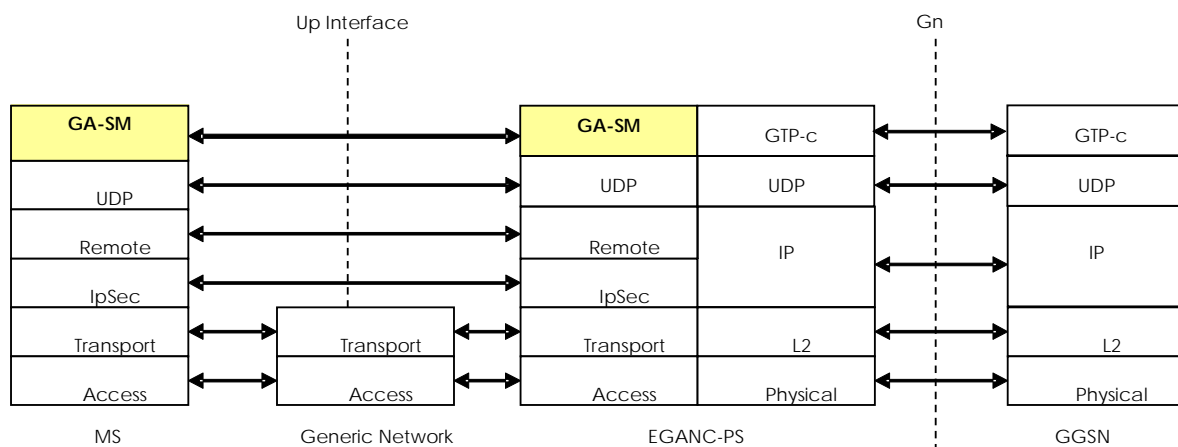 Up Interface Gn
GA-SM GA-SM GTP-c GTP-c
UDP UDP UDP UDP
Remote Remote IP IP
IpSec IpSec
Transport Transport Transport L2 L2
Access Access Access Physical Physical
MS Generic Network EGANC-PS GGSN